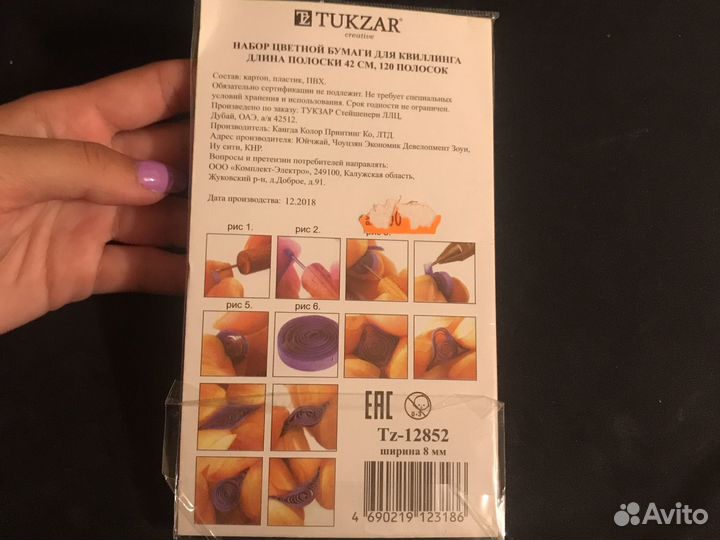 TUKZAR®
creative
НАБОР ЦВЕТНОЙ БУМАГИ ДЛЯ КВИЛЛИНГА
ДЛИНА ПОЛОСКИ 42 СМ, 120 ПОЛОСОК
Состав: картон, пластик, ПВХ.
Обязательно сертификации не подлежит. Не требует специальных
условий хранения и использования. Срок годности не ограничен.
Произведено по заказу: ТУКЗАР Стейшенери ЛЛЦ,
Дубай, ОАЭ, а/я 42512.
Производитель: Кангда Колор Принтинг Ко, ЛТД.
Адрес производителя: Юйчжай, Чоуцзян Экономик Девелопмент Зоун,
Иу сити, КНР.
Вопросы и претензии потребителей направлять:
ООО «Комплект-Электро», 249100, Калужская область,
Жуковский р-н, д.Доброе, д.91.
Дата производства: 12.2018
рис 1. рис 2.
рис 5. рис 6.
EAC 0-3
Tz-12852
ширина 8 мм
4 690219 123186
Avito